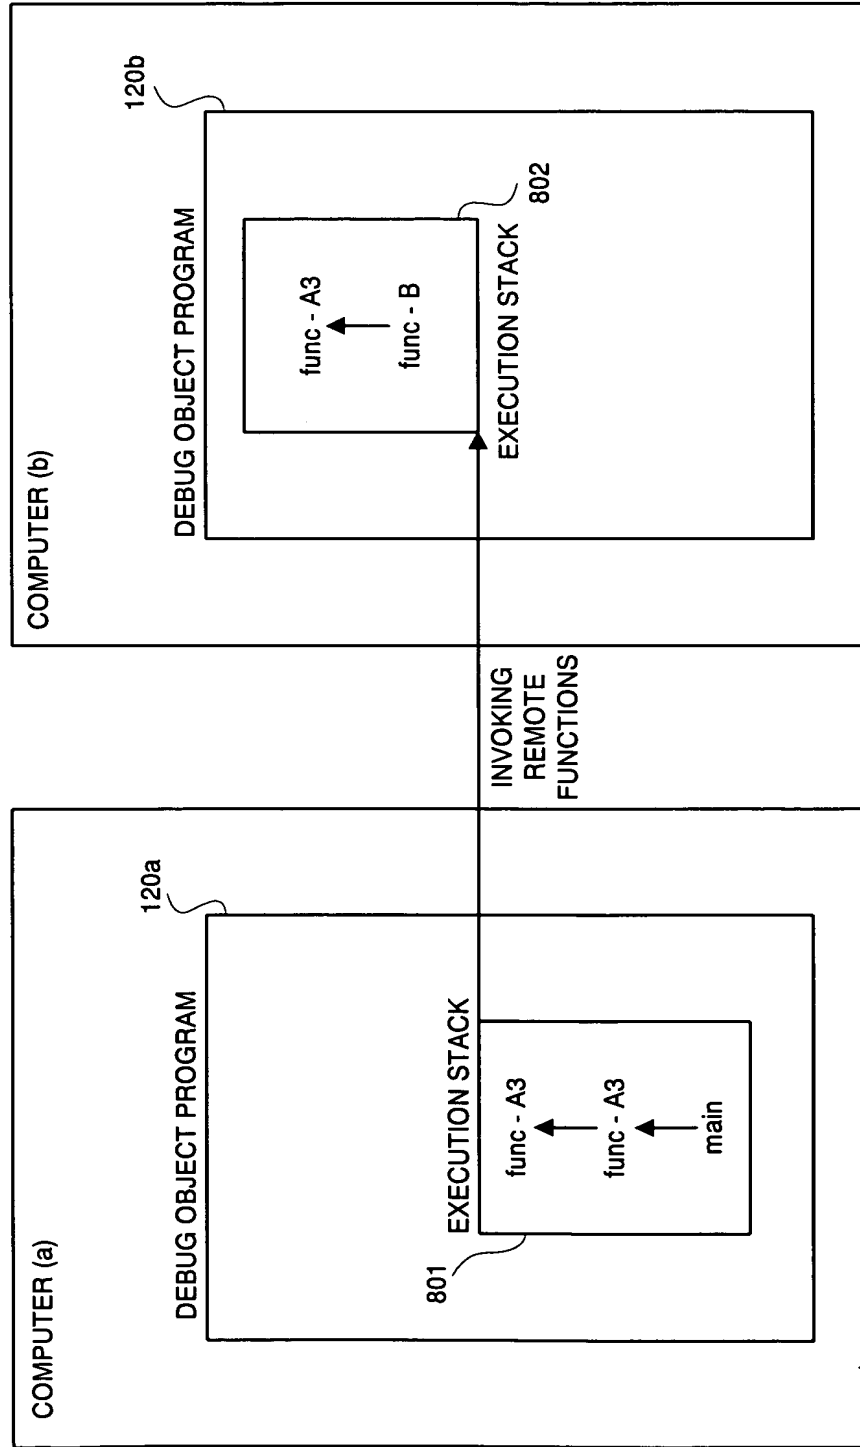 COMPUTER (a)
DEBUG OBJECT PROGRAM
120a
EXECUTION STACK
801
func - A3
func - A3
main
INVOKING
REMOTE
FUNCTIONS
COMPUTER (b)
DEBUG OBJECT PROGRAM
120b
func - A3
func - B
802
EXECUTION STACK